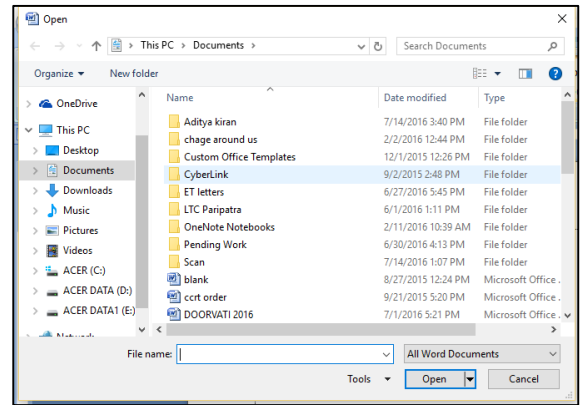 Open
This PC > Documents >
Search Documents
Organize
New folder
Name
Date modified
Type
OneDrive
This PC
Desktop
Documents
Downloads
Music
Pictures
Videos
ACER (C:)
ACER DATA (D:)
ACER DATA1 (E:)
Network
Aditya kiran 7/14/2016 3:40 PM File folder
chage around us 2/2/2016 12:44 PM File folder
Custom Office Templates 12/1/2015 12:26 PM File folder
CyberLink 9/2/2015 2:48 PM File folder
ET letters 6/27/2016 5:45 PM File folder
LTC Paripatra 6/1/2016 1:11 PM File folder
OneNote Notebooks 2/11/2016 10:39 AM File folder
Pending Work 6/30/2016 4:13 PM File folder
Scan 7/14/2016 1:07 PM File folder
blank 8/27/2015 12:24 PM Microsoft Office .
ccrt order 9/21/2015 5:20 PM Microsoft Office .
DOORVATI 2016 7/1/2016 5:21 PM Microsoft Office .
File name:
All Word Documents
Tools
Open
Cancel